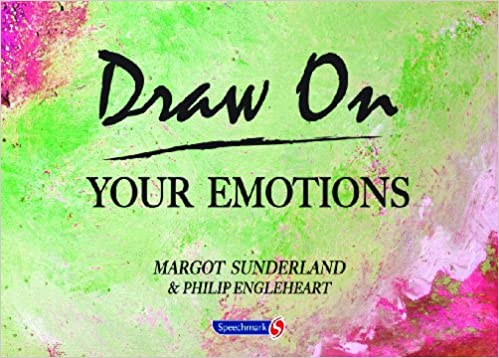 Draw On
YOUR EMOTIONS
MARGOT SUNDERLAND
& PHILIP ENGLEHEART
Speechmark